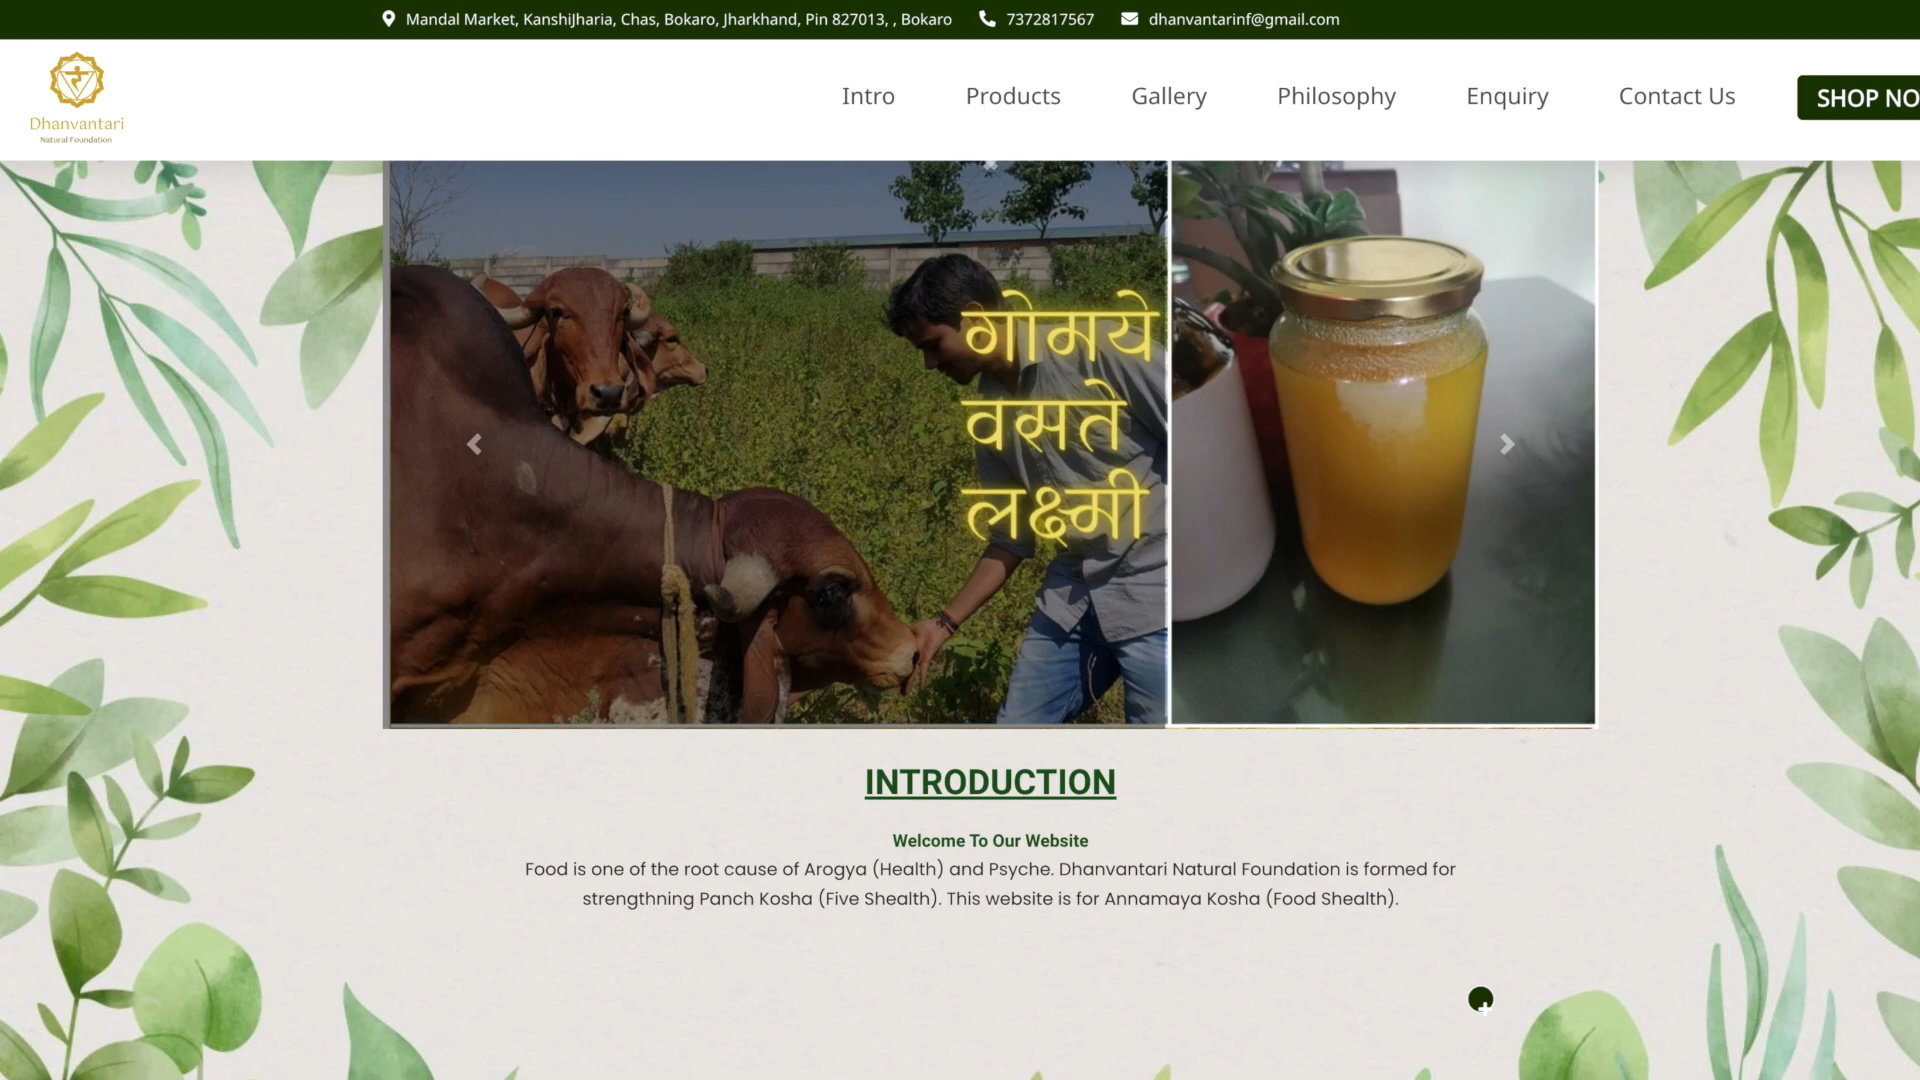 Mandal Market, KanshiJharia, Chas, Bokaro, Jharkhand, Pin 827013, , Bokaro 7372817567 dhanvantarinf@gmail.com
Dhanvantari
Natural Foundation
Intro Products Gallery Philosophy Enquiry Contact Us SHOP NO
गोमये
वसते
लक्ष्मी
INTRODUCTION
Welcome To Our Website
Food is one of the root cause of Arogya (Health) and Psyche. Dhanvantari Natural Foundation is formed for
strengthning Panch Kosha (Five Shealth). This website is for Annamaya Kosha (Food Shealth).